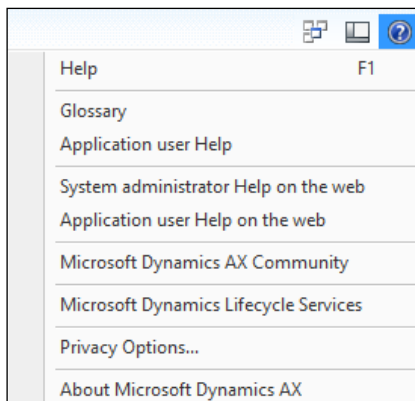 Help F1
Glossary
Application user Help
System administrator Help on the web
Application user Help on the web
Microsoft Dynamics AX Community
Microsoft Dynamics Lifecycle Services
Privacy Options...
About Microsoft Dynamics AX